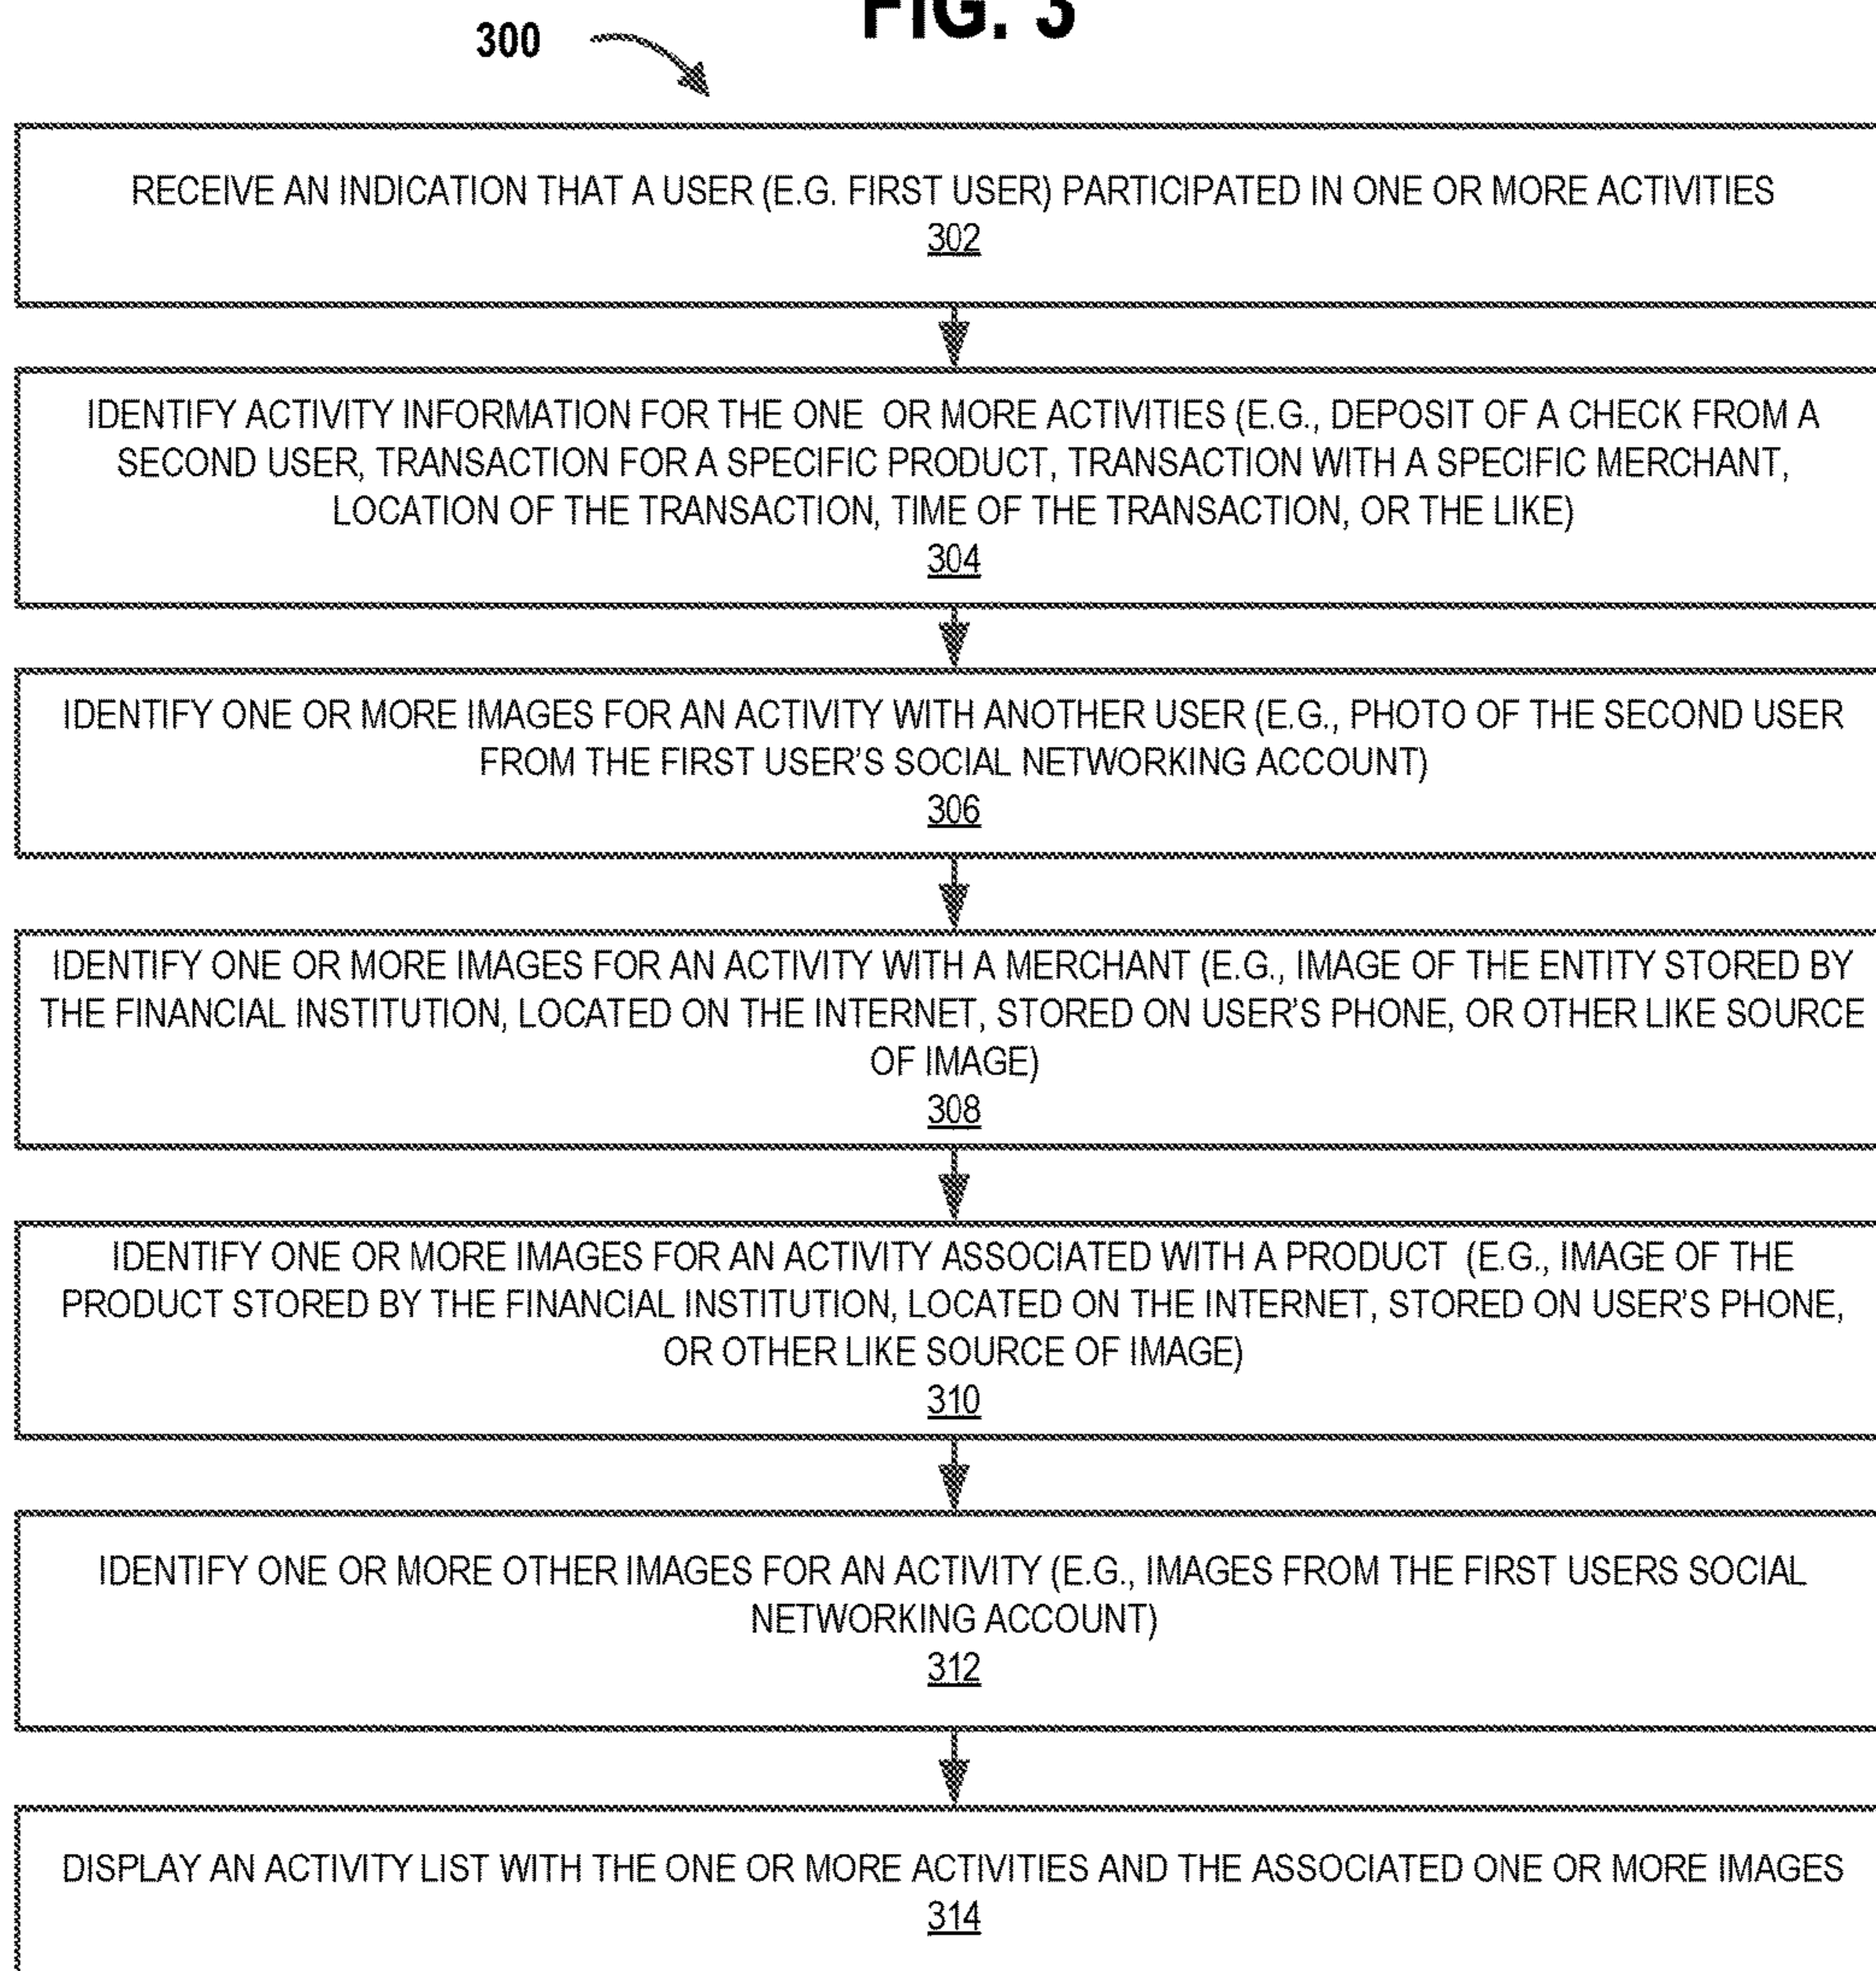 FIG. 3
300
RECEIVE AN INDICATION THAT A USER (E.G. FIRST USER) PARTICIPATED IN ONE OR MORE ACTIVITIES
302
IDENTIFY ACTIVITY INFORMATION FOR THE ONE OR MORE ACTIVITIES (E.G., DEPOSIT OF A CHECK FROM A
SECOND USER, TRANSACTION FOR A SPECIFIC PRODUCT, TRANSACTION WITH A SPECIFIC MERCHANT,
LOCATION OF THE TRANSACTION, TIME OF THE TRANSACTION, OR THE LIKE)
304
IDENTIFY ONE OR MORE IMAGES FOR AN ACTIVITY WITH ANOTHER USER (E.G., PHOTO OF THE SECOND USER
FROM THE FIRST USER'S SOCIAL NETWORKING ACCOUNT)
306
IDENTIFY ONE OR MORE IMAGES FOR AN ACTIVITY WITH A MERCHANT (E.G., IMAGE OF THE ENTITY STORED BY
THE FINANCIAL INSTITUTION, LOCATED ON THE INTERNET, STORED ON USER'S PHONE, OR OTHER LIKE SOURCE
OF IMAGE)
308
IDENTIFY ONE OR MORE IMAGES FOR AN ACTIVITY ASSOCIATED WITH A PRODUCT (E.G., IMAGE OF THE
PRODUCT STORED BY THE FINANCIAL INSTITUTION, LOCATED ON THE INTERNET, STORED ON USER'S PHONE,
OR OTHER LIKE SOURCE OF IMAGE)
310
IDENTIFY ONE OR MORE OTHER IMAGES FOR AN ACTIVITY (E.G., IMAGES FROM THE FIRST USERS SOCIAL
NETWORKING ACCOUNT)
312
DISPLAY AN ACTIVITY LIST WITH THE ONE OR MORE ACTIVITIES AND THE ASSOCIATED ONE OR MORE IMAGES
314